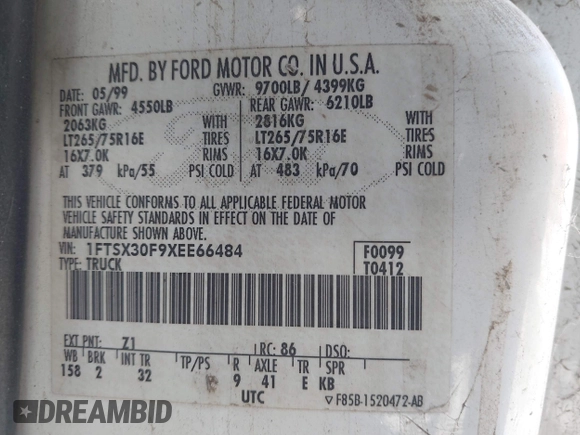 MFD. BY FORD MOTOR CO. IN U.S.A.
DATE: 05/99 GVWR: 9700LB/ 4399KG
FRONT GAWR: 4550LB REAR GAWR: 6210LB
2063KG WITH 2816KG WITH
LT265/75R16E TIRES LT265/75R16E TIRES
16X7.0K RIMS 16X7.0K RIMS
AT 379 kPa/55 PSI COLD AT 483 kPa/70 PSI COLD
THIS VEHICLE CONFORMS TO ALL APPLICABLE FEDERAL MOTOR
VEHICLE SAFETY STANDARDS IN EFFECT ON THE DATE OF
MANUFACTURE SHOWN ABOVE.
VIN: 1FTSX30F9XEE66484 F0099
TYPE: TRUCK T0412
EXT PNT: Z1 RC: 86 DSO:
WB BRK INT TR TP/PS R AXLE TR SPR
158 2 32 9 41 E KB
UTC ▽ F85B-1520472-AB
FREEDOMBID